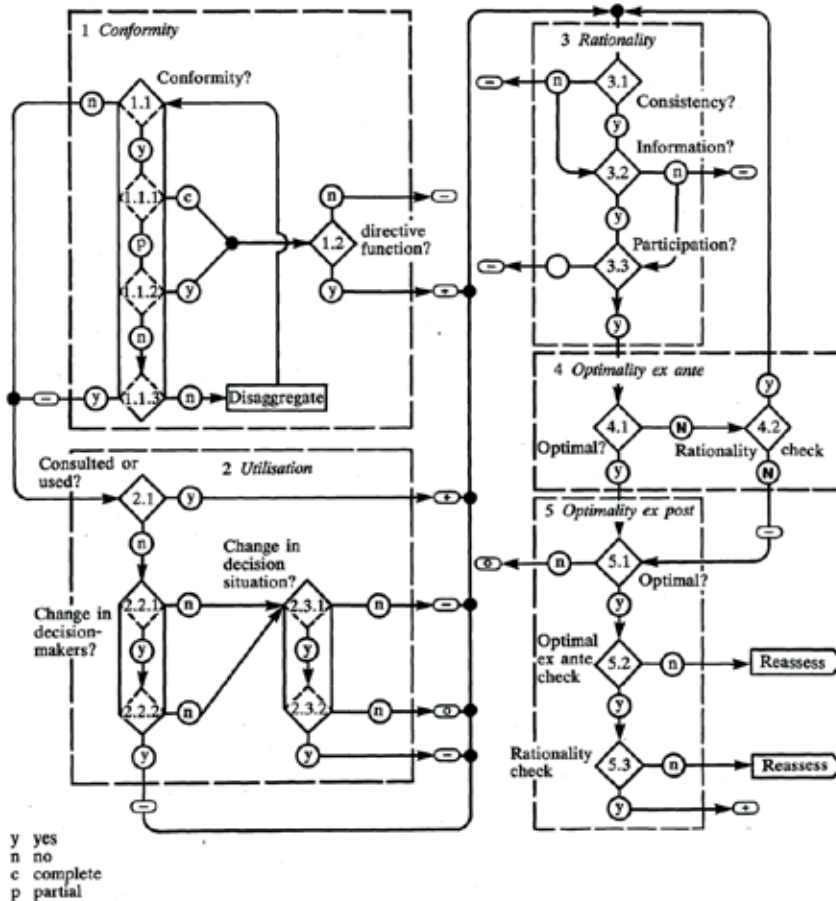 1 Conformity
Conformity?
n
1.1
y
1.1.1
c
p
1.1.2
y
n
1.1.3
y
n
Disaggregate
n
1.2
directive
function?
y
−
+
−
2 Utilisation
Consulted or
used?
2.1
y
+
n
Change in
decision
situation?
Change in
decision-
makers?
2.2.1
n
2.3.1
n
−
y
y
2.2.2
n
2.3.2
n
o
y
y
−
−
3 Rationality
−
n
3.1
Consistency?
y
Information?
3.2
n
−
y
Participation?
−
3.3
y
4 Optimality ex ante
y
4.1
N
4.2
Optimal?
Rationality
check
y
N
−
5 Optimality ex post
o
n
5.1
Optimal?
y
Optimal
ex ante
check
5.2
n
Reassess
y
Rationality
check
5.3
n
Reassess
y
+
y yes
n no
c complete
p partial